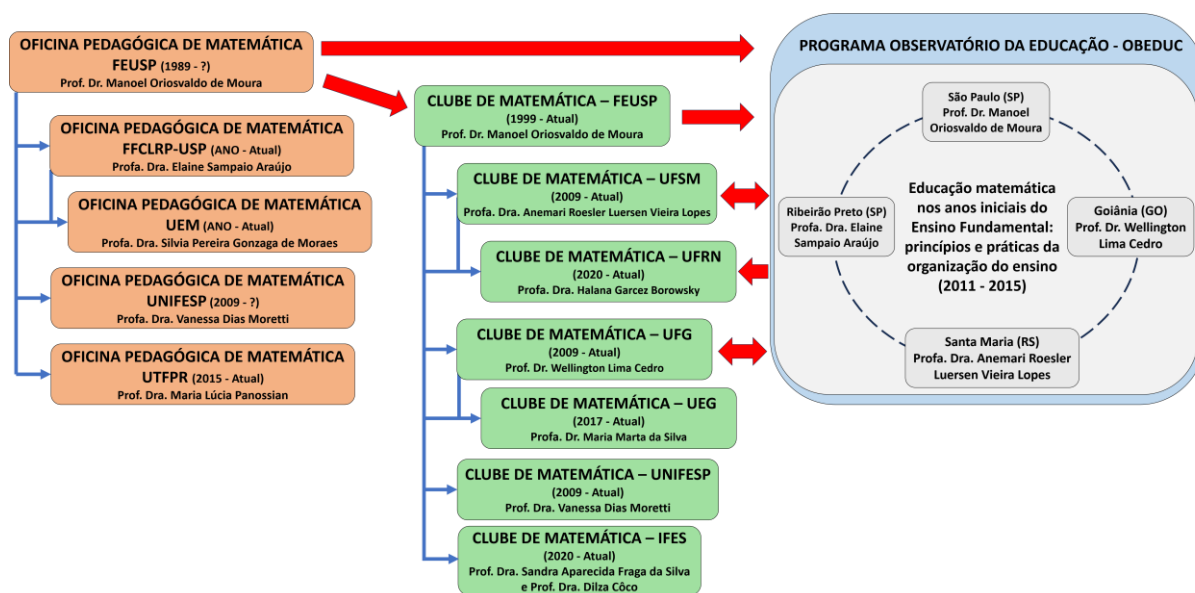 OFICINA PEDAGÓGICA DE MATEMÁTICA
FEUSP (1989 - ?)
Prof. Dr. Manoel Oriosvaldo de Moura
OFICINA PEDAGÓGICA DE MATEMÁTICA
FFCLRP-USP (ANO - Atual)
Profa. Dra. Elaine Sampaio Araújo
OFICINA PEDAGÓGICA DE MATEMÁTICA
UEM (ANO - Atual)
Profa. Dra. Silvia Pereira Gonzaga de Moraes
OFICINA PEDAGÓGICA DE MATEMÁTICA
UNIFESP (2009 - ?)
Profa. Dra. Vanessa Dias Moretti
OFICINA PEDAGÓGICA DE MATEMÁTICA
UTFPR (2015 - Atual)
Prof. Dra. Maria Lúcia Panossian
CLUBE DE MATEMÁTICA – FEUSP
(1999 - Atual)
Prof. Dr. Manoel Oriosvaldo de Moura
CLUBE DE MATEMÁTICA – UFSM
(2009 - Atual)
Profa. Dra. Anemari Roesler Luersen Vieira Lopes
CLUBE DE MATEMÁTICA – UFRN
(2020 - Atual)
Profa. Dra. Halana Garcez Borowsky
CLUBE DE MATEMÁTICA – UFG
(2009 - Atual)
Prof. Dr. Wellington Lima Cedro
CLUBE DE MATEMÁTICA – UEG
(2017 - Atual)
Profa. Dr. Maria Marta da Silva
CLUBE DE MATEMÁTICA – UNIFESP
(2009 - Atual)
Prof. Dra. Vanessa Dias Moretti
CLUBE DE MATEMÁTICA – IFES
(2020 - Atual)
Prof. Dra. Sandra Aparecida Fraga da Silva
e Prof. Dra. Dilza Côco
PROGRAMA OBSERVATÓRIO DA EDUCAÇÃO - OBEDUC
São Paulo (SP)
Prof. Dr. Manoel
Oriosvaldo de Moura
Ribeirão Preto (SP)
Profa. Dra. Elaine
Sampaio Araújo
Educação matemática
nos anos iniciais do
Ensino Fundamental:
princípios e práticas da
organização do ensino
(2011 - 2015)
Goiânia (GO)
Prof. Dr. Wellington
Lima Cedro
Santa Maria (RS)
Profa. Dra. Anemari Roesler
Luersen Vieira Lopes